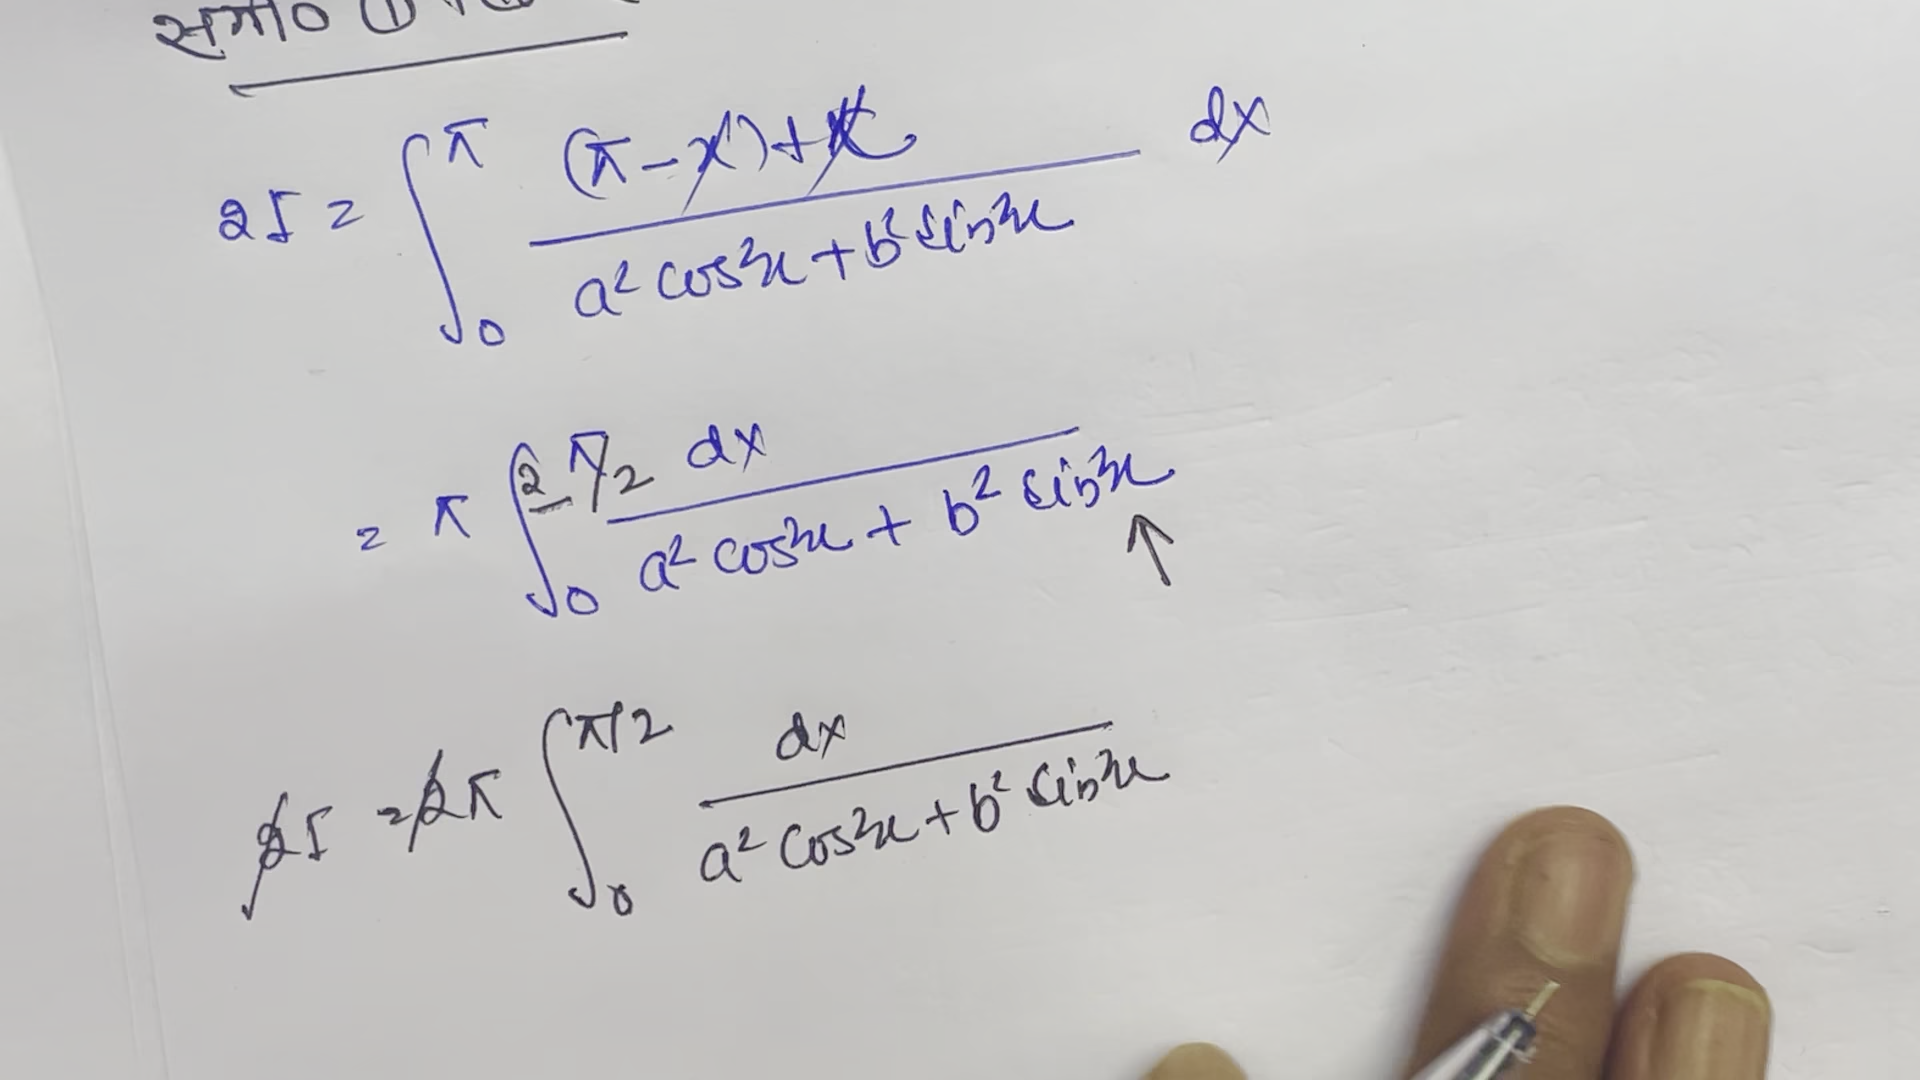 समी० ①
2I = ∫₀^π (π-x)+x / a² cos²x + b² sin²x dx
= π ∫₀^{2 π/2} dx / a² cos²x + b² sin²x
2I = 2π ∫₀^{π/2} dx / a² cos²x + b² sin²x